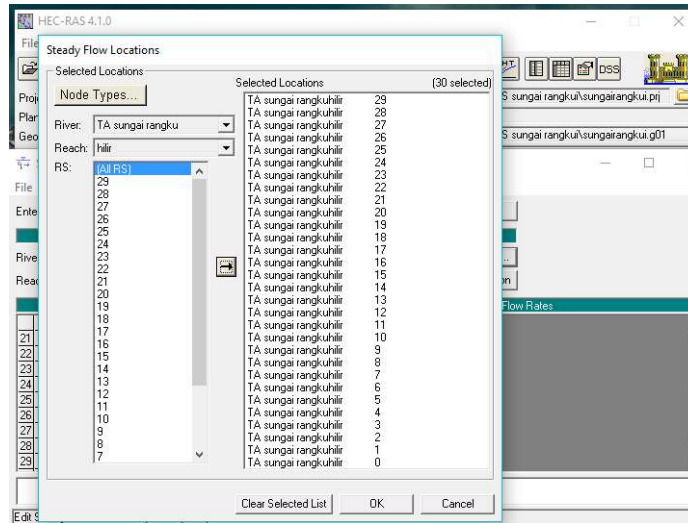 HEC-RAS 4.1.0
File
Steady Flow Locations
Selected Locations
Node Types...
River: TA sungai rangku
Reach: hilir
RS: (All RS)
29
28
27
26
25
24
23
22
21
20
19
18
17
16
15
14
13
12
11
10
9
8
7
Selected Locations (30 selected)
TA sungai rangkuhilir 29
TA sungai rangkuhilir 28
TA sungai rangkuhilir 27
TA sungai rangkuhilir 26
TA sungai rangkuhilir 25
TA sungai rangkuhilir 24
TA sungai rangkuhilir 23
TA sungai rangkuhilir 22
TA sungai rangkuhilir 21
TA sungai rangkuhilir 20
TA sungai rangkuhilir 19
TA sungai rangkuhilir 18
TA sungai rangkuhilir 17
TA sungai rangkuhilir 16
TA sungai rangkuhilir 15
TA sungai rangkuhilir 14
TA sungai rangkuhilir 13
TA sungai rangkuhilir 12
TA sungai rangkuhilir 11
TA sungai rangkuhilir 10
TA sungai rangkuhilir 9
TA sungai rangkuhilir 8
TA sungai rangkuhilir 7
TA sungai rangkuhilir 6
TA sungai rangkuhilir 5
TA sungai rangkuhilir 4
TA sungai rangkuhilir 3
TA sungai rangkuhilir 2
TA sungai rangkuhilir 1
TA sungai rangkuhilir 0
Clear Selected List OK Cancel
DSS
Proj
S sungai rangkui\sungairangkui.prj
Plan
Geo
S sungai rangkui\sungairangkui.g01
File
Ente
Rive
Read
Flow Rates
21
22
23
24
25
26
27
28
29
Edit S